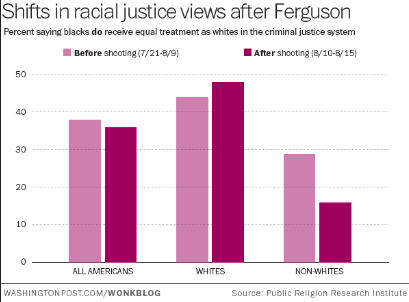 Shifts in racial justice views after Ferguson
Percent saying blacks do receive equal treatment as whites in the criminal justice system
Before shooting (7/21-8/9) After shooting (8/10-8/15)
50
40
30
20
10
0
ALL AMERICANS WHITES NON-WHITES
WASHINGTONPOST.COM/WONKBLOG Source: Public Religion Research Institute